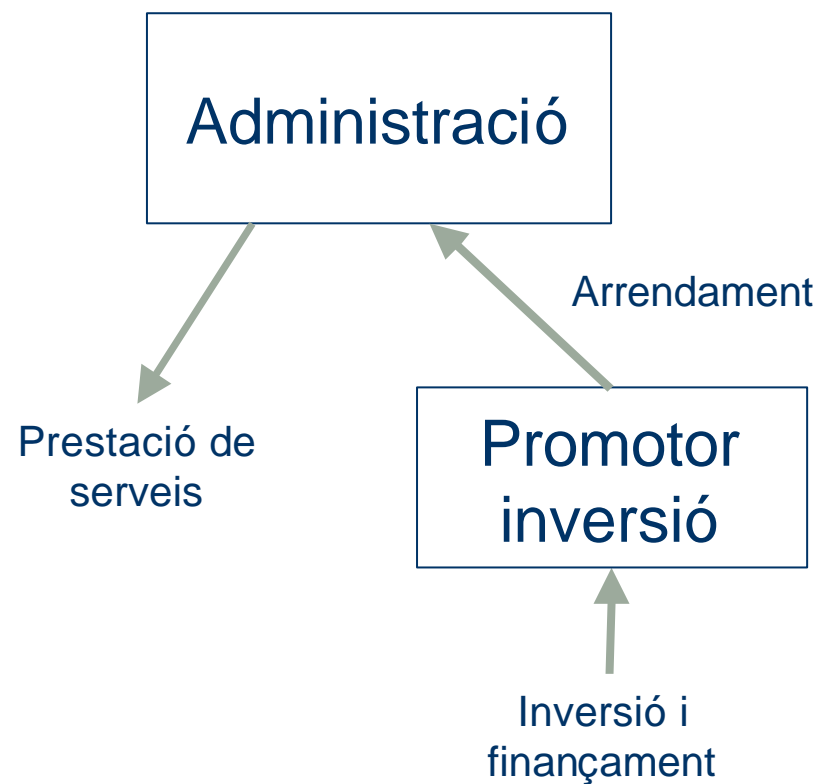 Administració
Arrendament
Prestació de
serveis
Promotor
inversió
Inversió i
finançament